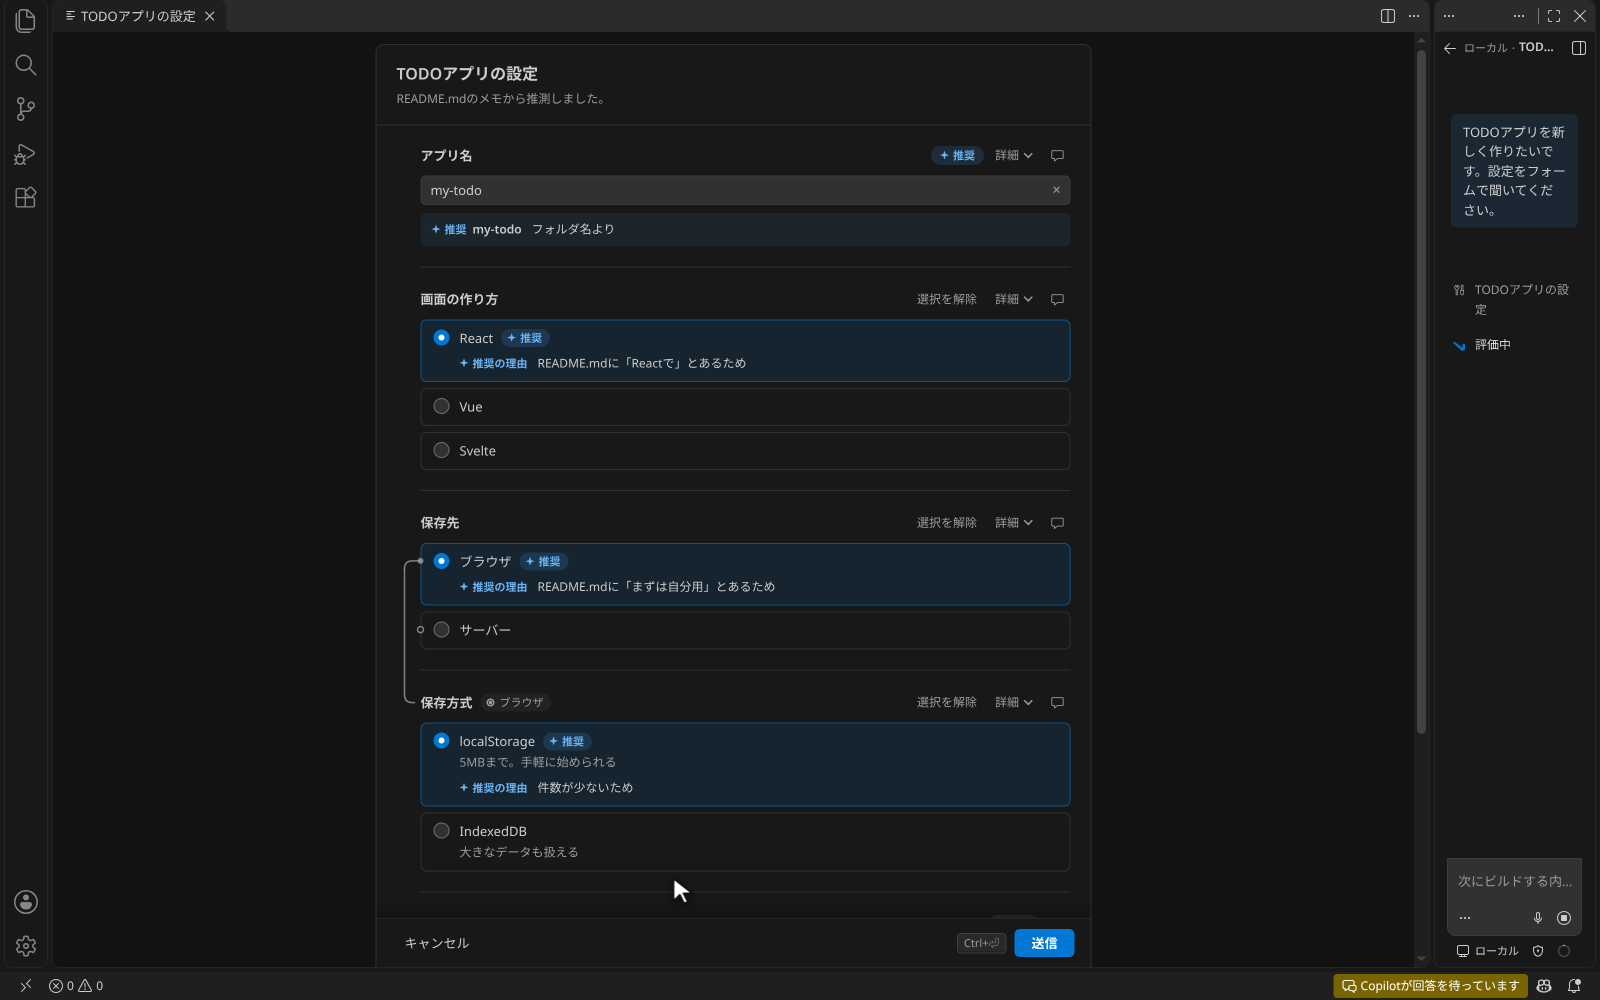 TODOアプリの設定
TODOアプリの設定
README.mdのメモから推測しました。
アプリ名
推奨
詳細
my-todo
推奨 my-todo フォルダ名より
画面の作り方
選択を解除
詳細
React 推奨
推奨の理由 README.mdに「Reactで」とあるため
Vue
Svelte
保存先
選択を解除
詳細
ブラウザ 推奨
推奨の理由 README.mdに「まずは自分用」とあるため
サーバー
保存方式 ブラウザ
選択を解除
詳細
localStorage 推奨
5MBまで。手軽に始められる
推奨の理由 件数が少ないため
IndexedDB
大きなデータも扱える
キャンセル
Ctrl+⏎
送信
ローカル · TOD...
TODOアプリを新
しく作りたいで
す。設定をフォー
ムで聞いてくだ
さい。
TODOアプリの設
定
評価中
次にビルドする内...
ローカル
0 0
Copilotが回答を待っています